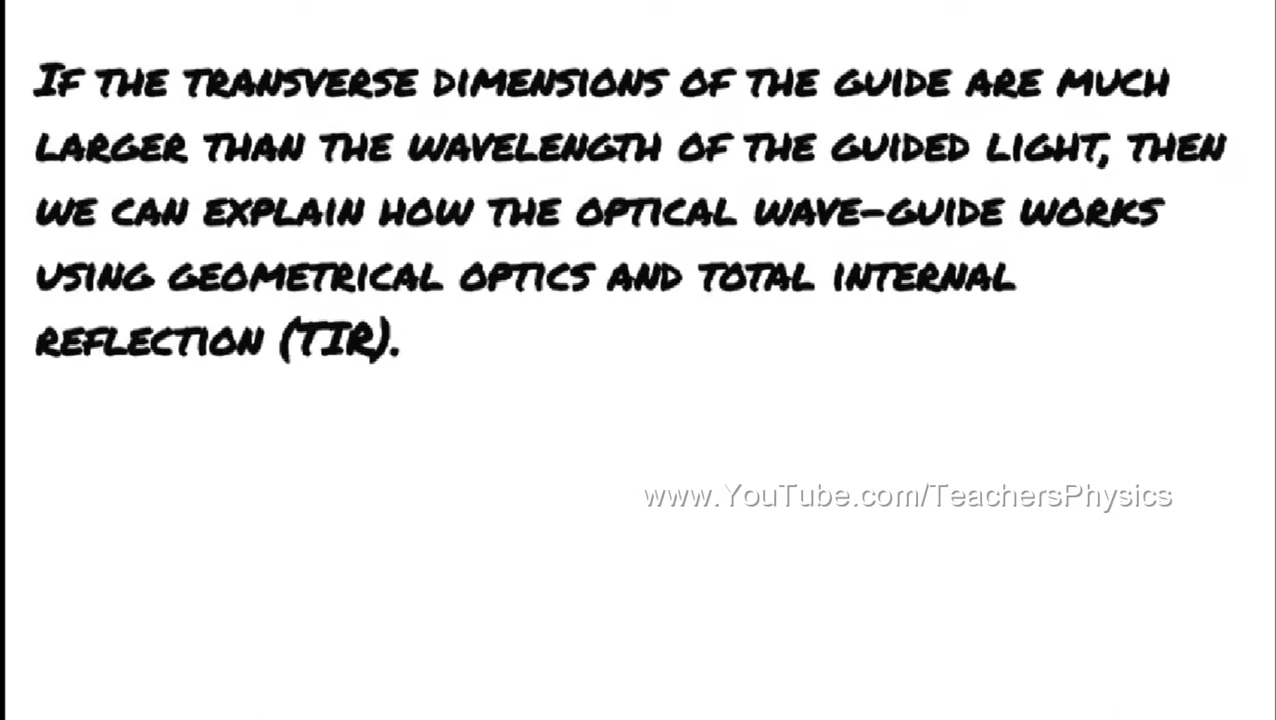 If the transverse dimensions of the guide are much
larger than the wavelength of the guided light, then
we can explain how the optical wave-guide works
using geometrical optics and total internal
reflection (TIR).
www.YouTube.com/TeachersPhysics